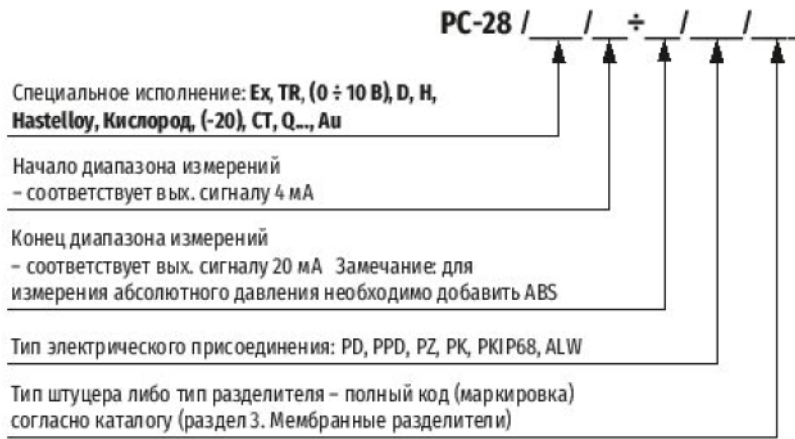 PC-28 /____/__÷__/____/____
Специальное исполнение: Ex, TR, (0 ÷ 10 В), D, H,
Hastelloy, Кислород, (-20), CT, Q..., Au
Начало диапазона измерений
– соответствует вых. сигналу 4 мА
Конец диапазона измерений
– соответствует вых. сигналу 20 мА Замечание: для
измерения абсолютного давления необходимо добавить ABS
Тип электрического присоединения: PD, PPD, PZ, PK, PKIP68, ALW
Тип штуцера либо тип разделителя – полный код (маркировка)
согласно каталогу (раздел 3. Мембранные разделители)